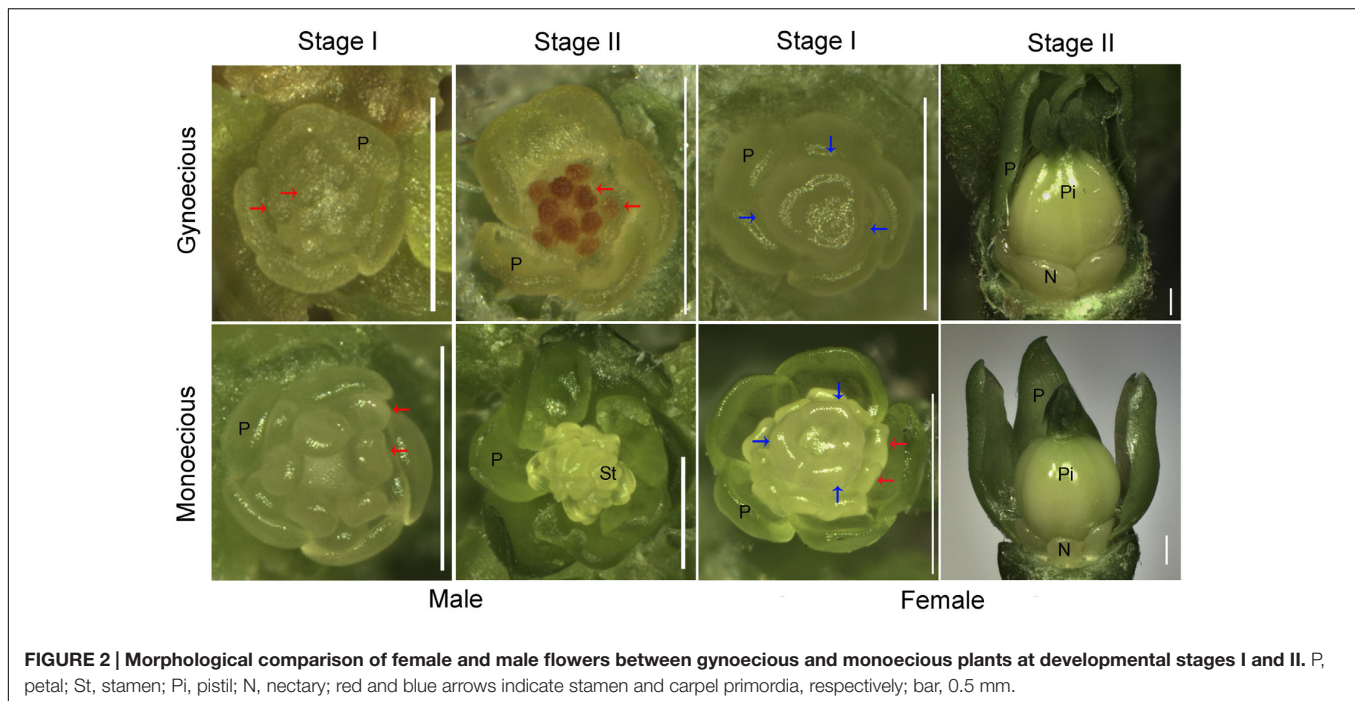 Stage I Stage II Stage I Stage II
Gynoecious
P P P P Pi N
Monoecious
P P St P P Pi N
Male Female
FIGURE 2 | Morphological comparison of female and male flowers between gynoecious and monoecious plants at developmental stages I and II. P,
petal; St, stamen; Pi, pistil; N, nectary; red and blue arrows indicate stamen and carpel primordia, respectively; bar, 0.5 mm.